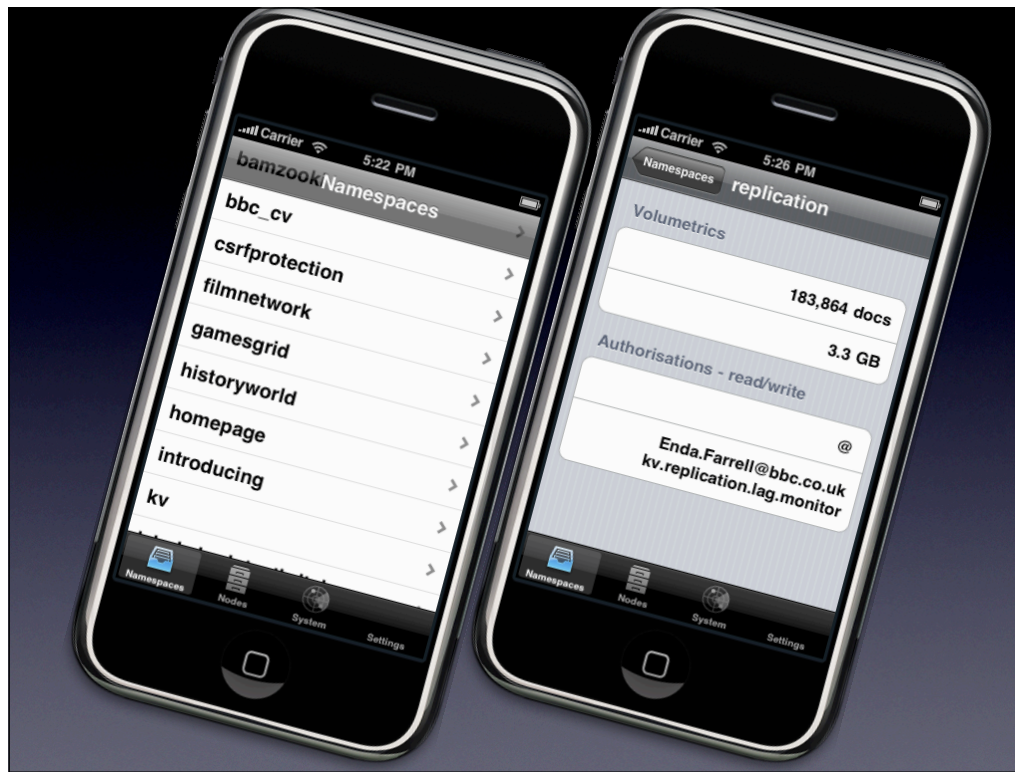 Carrier
5:22 PM
bamzook
Namespaces
bbc_cv
csrfprotection
filmnetwork
gamesgrid
historyworld
homepage
introducing
kv
Namespaces
Nodes
System
Settings
Carrier
5:26 PM
Namespaces
replication
Volumetrics
183,864 docs
3.3 GB
Authorisations - read/write
@
Enda.Farrell@bbc.co.uk
kv.replication.lag.monitor
Namespaces
Nodes
System
Settings